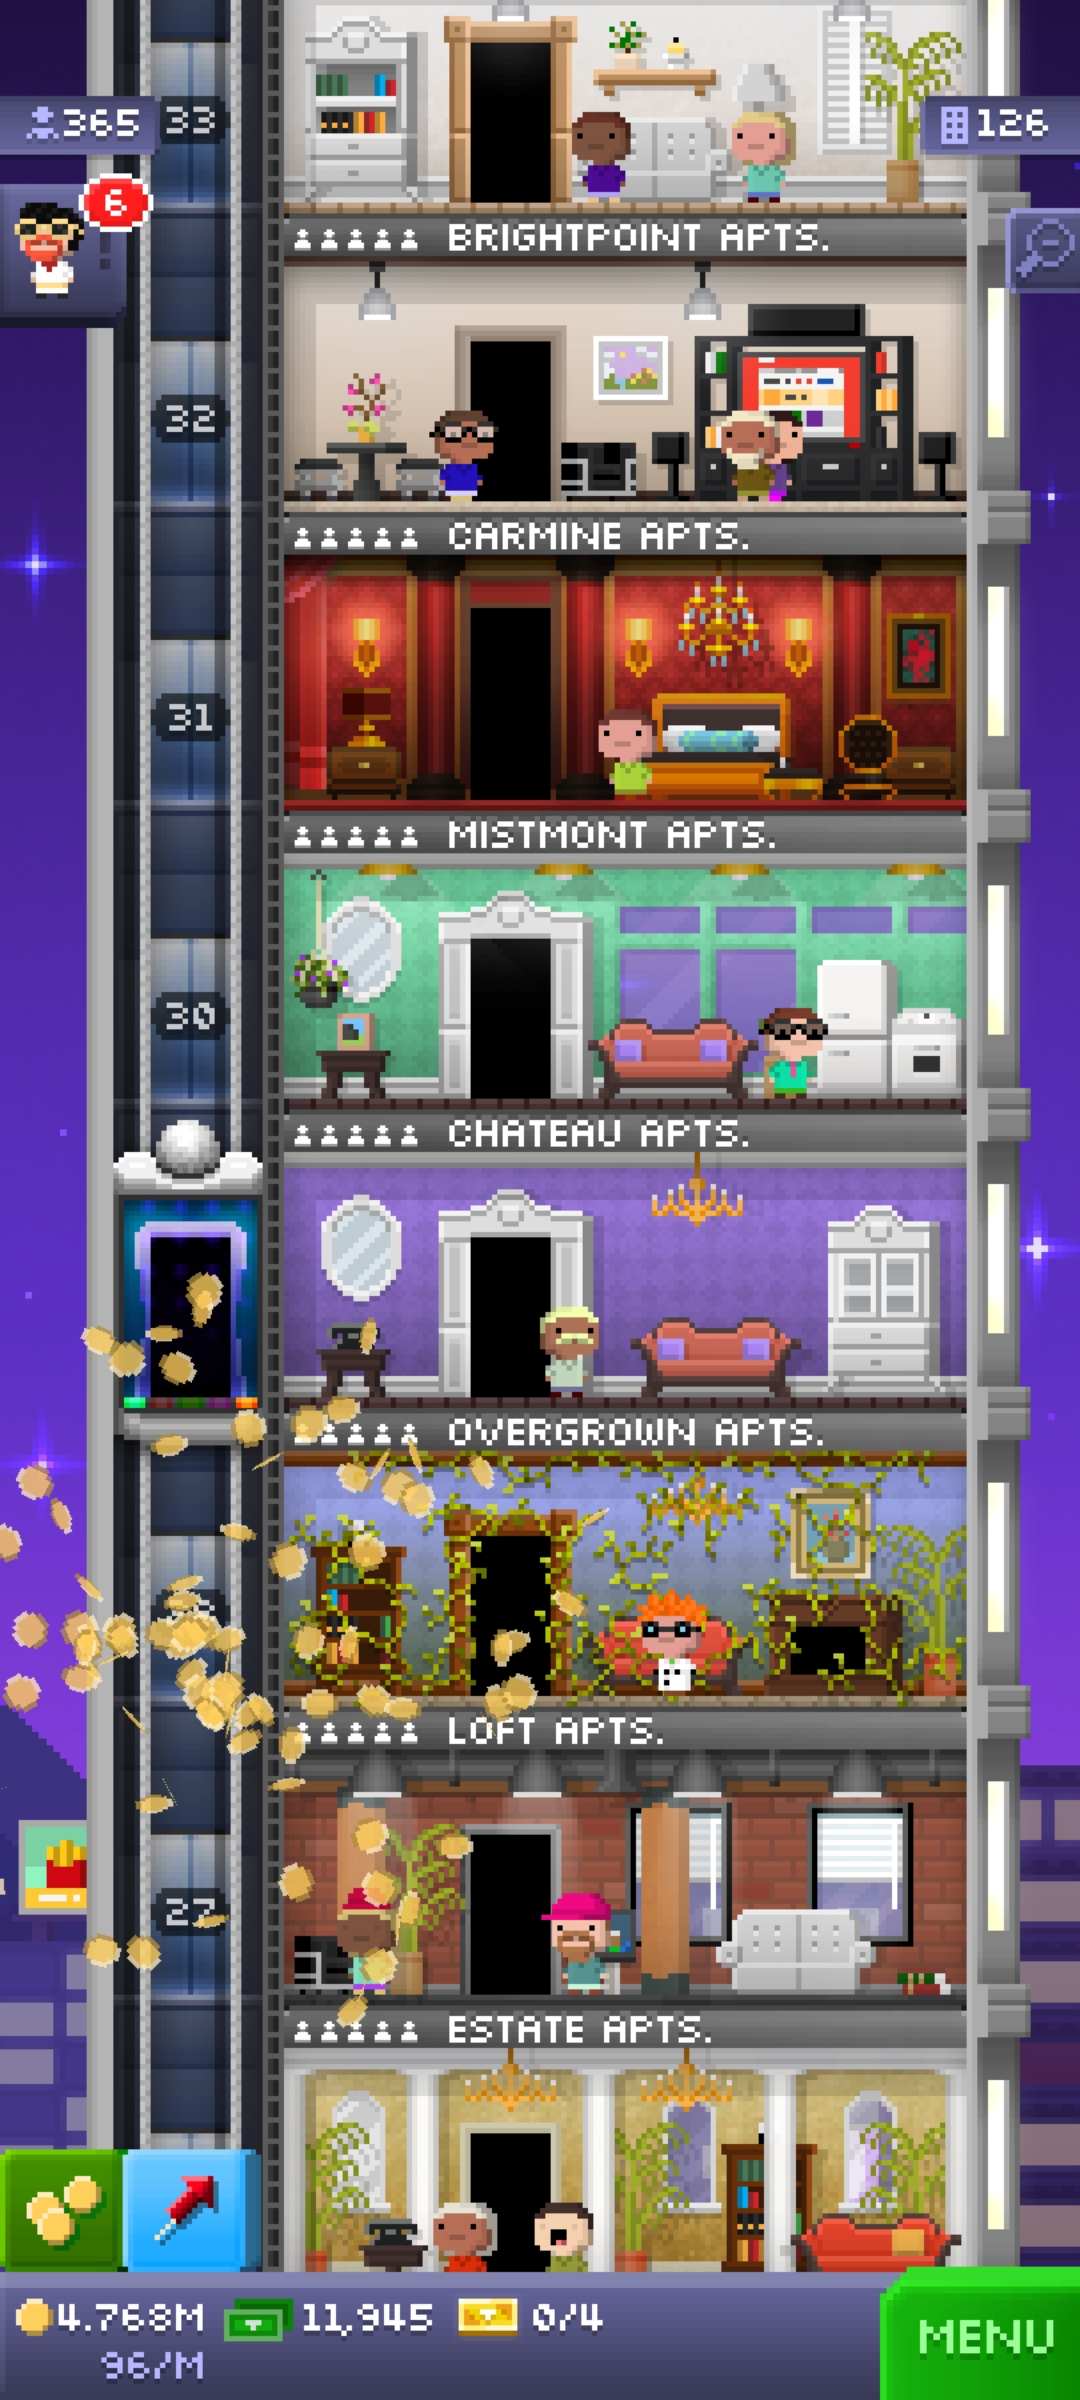 365
33
126
6
BRIGHTPOINT APTS.
32
CARMINE APTS.
31
MISTMONT APTS.
30
CHATEAU APTS.
OVERGROWN APTS.
LOFT APTS.
27
ESTATE APTS.
4.768M
11,945
0/4
96/M
MENU